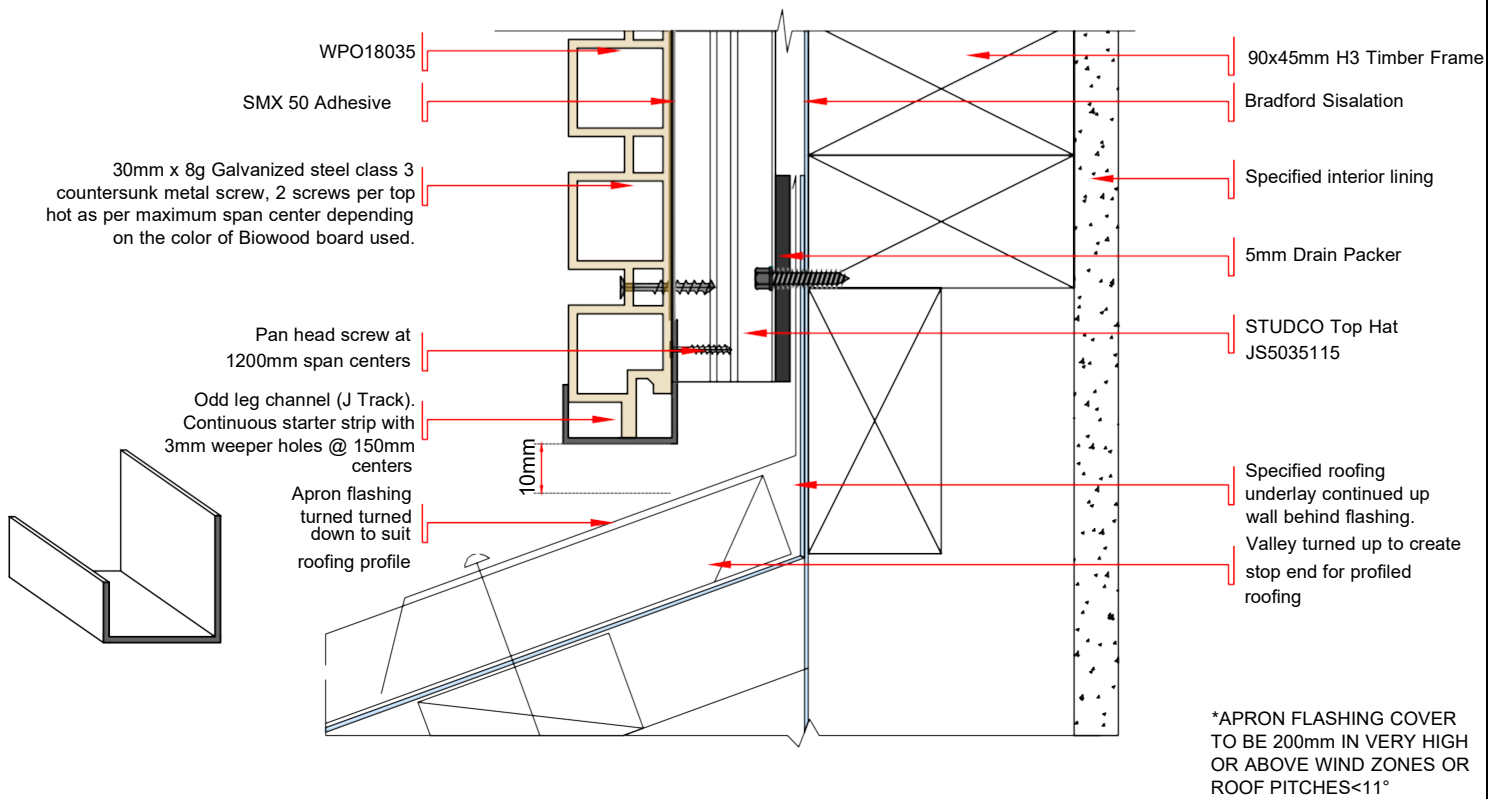 WPO18035
SMX 50 Adhesive
30mm x 8g Galvanized steel class 3
countersunk metal screw, 2 screws per top
hot as per maximum span center depending
on the color of Biowood board used.
Pan head screw at
1200mm span centers
Odd leg channel (J Track).
Continuous starter strip with
3mm weeper holes @ 150mm
centers
Apron flashing
turned turned
down to suit
roofing profile
10mm
90x45mm H3 Timber Frame
Bradford Sisalation
Specified interior lining
5mm Drain Packer
STUDCO Top Hat
JS5035115
Specified roofing
underlay continued up
wall behind flashing.
Valley turned up to create
stop end for profiled
roofing
*APRON FLASHING COVER
TO BE 200mm IN VERY HIGH
OR ABOVE WIND ZONES OR
ROOF PITCHES<11°